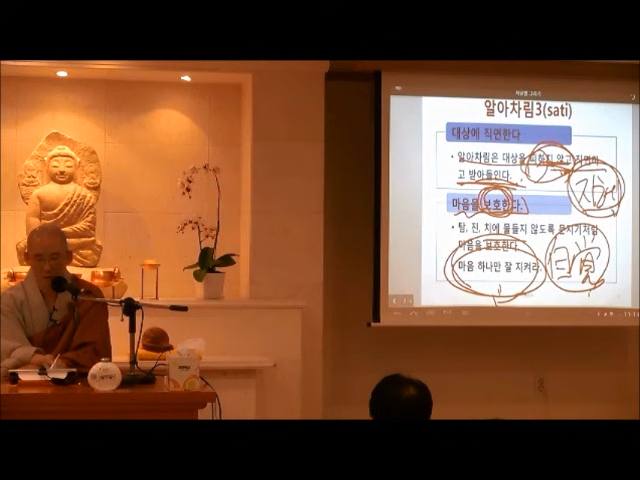 알아차림3(sati)
대상에 직면한다
• 알아차림은 대상을 피하지 않고 직면하
고 받아들인다.
마음을 보호한다.
• 탐, 진, 치에 물들지 않도록 문지기처럼
마음을 보호한다.
• 마음 하나만 잘 지켜라.
自覺